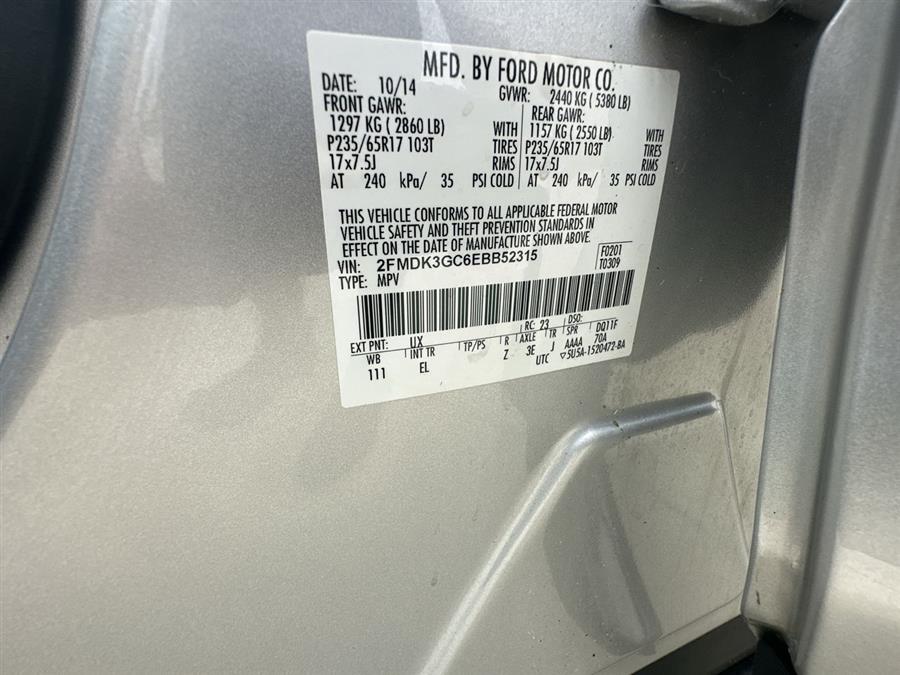 MFD. BY FORD MOTOR CO.
DATE: 10/14 GVWR: 2440 KG ( 5380 LB)
FRONT GAWR: REAR GAWR:
1297 KG ( 2860 LB) WITH 1157 KG ( 2550 LB) WITH
P235/65R17 103T TIRES P235/65R17 103T TIRES
17x7.5J RIMS 17x7.5J RIMS
AT 240 kPa/ 35 PSI COLD AT 240 kPa/ 35 PSI COLD
THIS VEHICLE CONFORMS TO ALL APPLICABLE FEDERAL MOTOR
VEHICLE SAFETY AND THEFT PREVENTION STANDARDS IN
EFFECT ON THE DATE OF MANUFACTURE SHOWN ABOVE.
VIN: 2FMDK3GC6EBB52315 F0201
TYPE: MPV T0309
EXT PNT: UX RC: 23 DSO:
WB INT TR TP/PS R AXLE TR SPR DQ11F
111 EL Z 3E J AAAA 70A
UTC ▽5U5A-1520472-BA